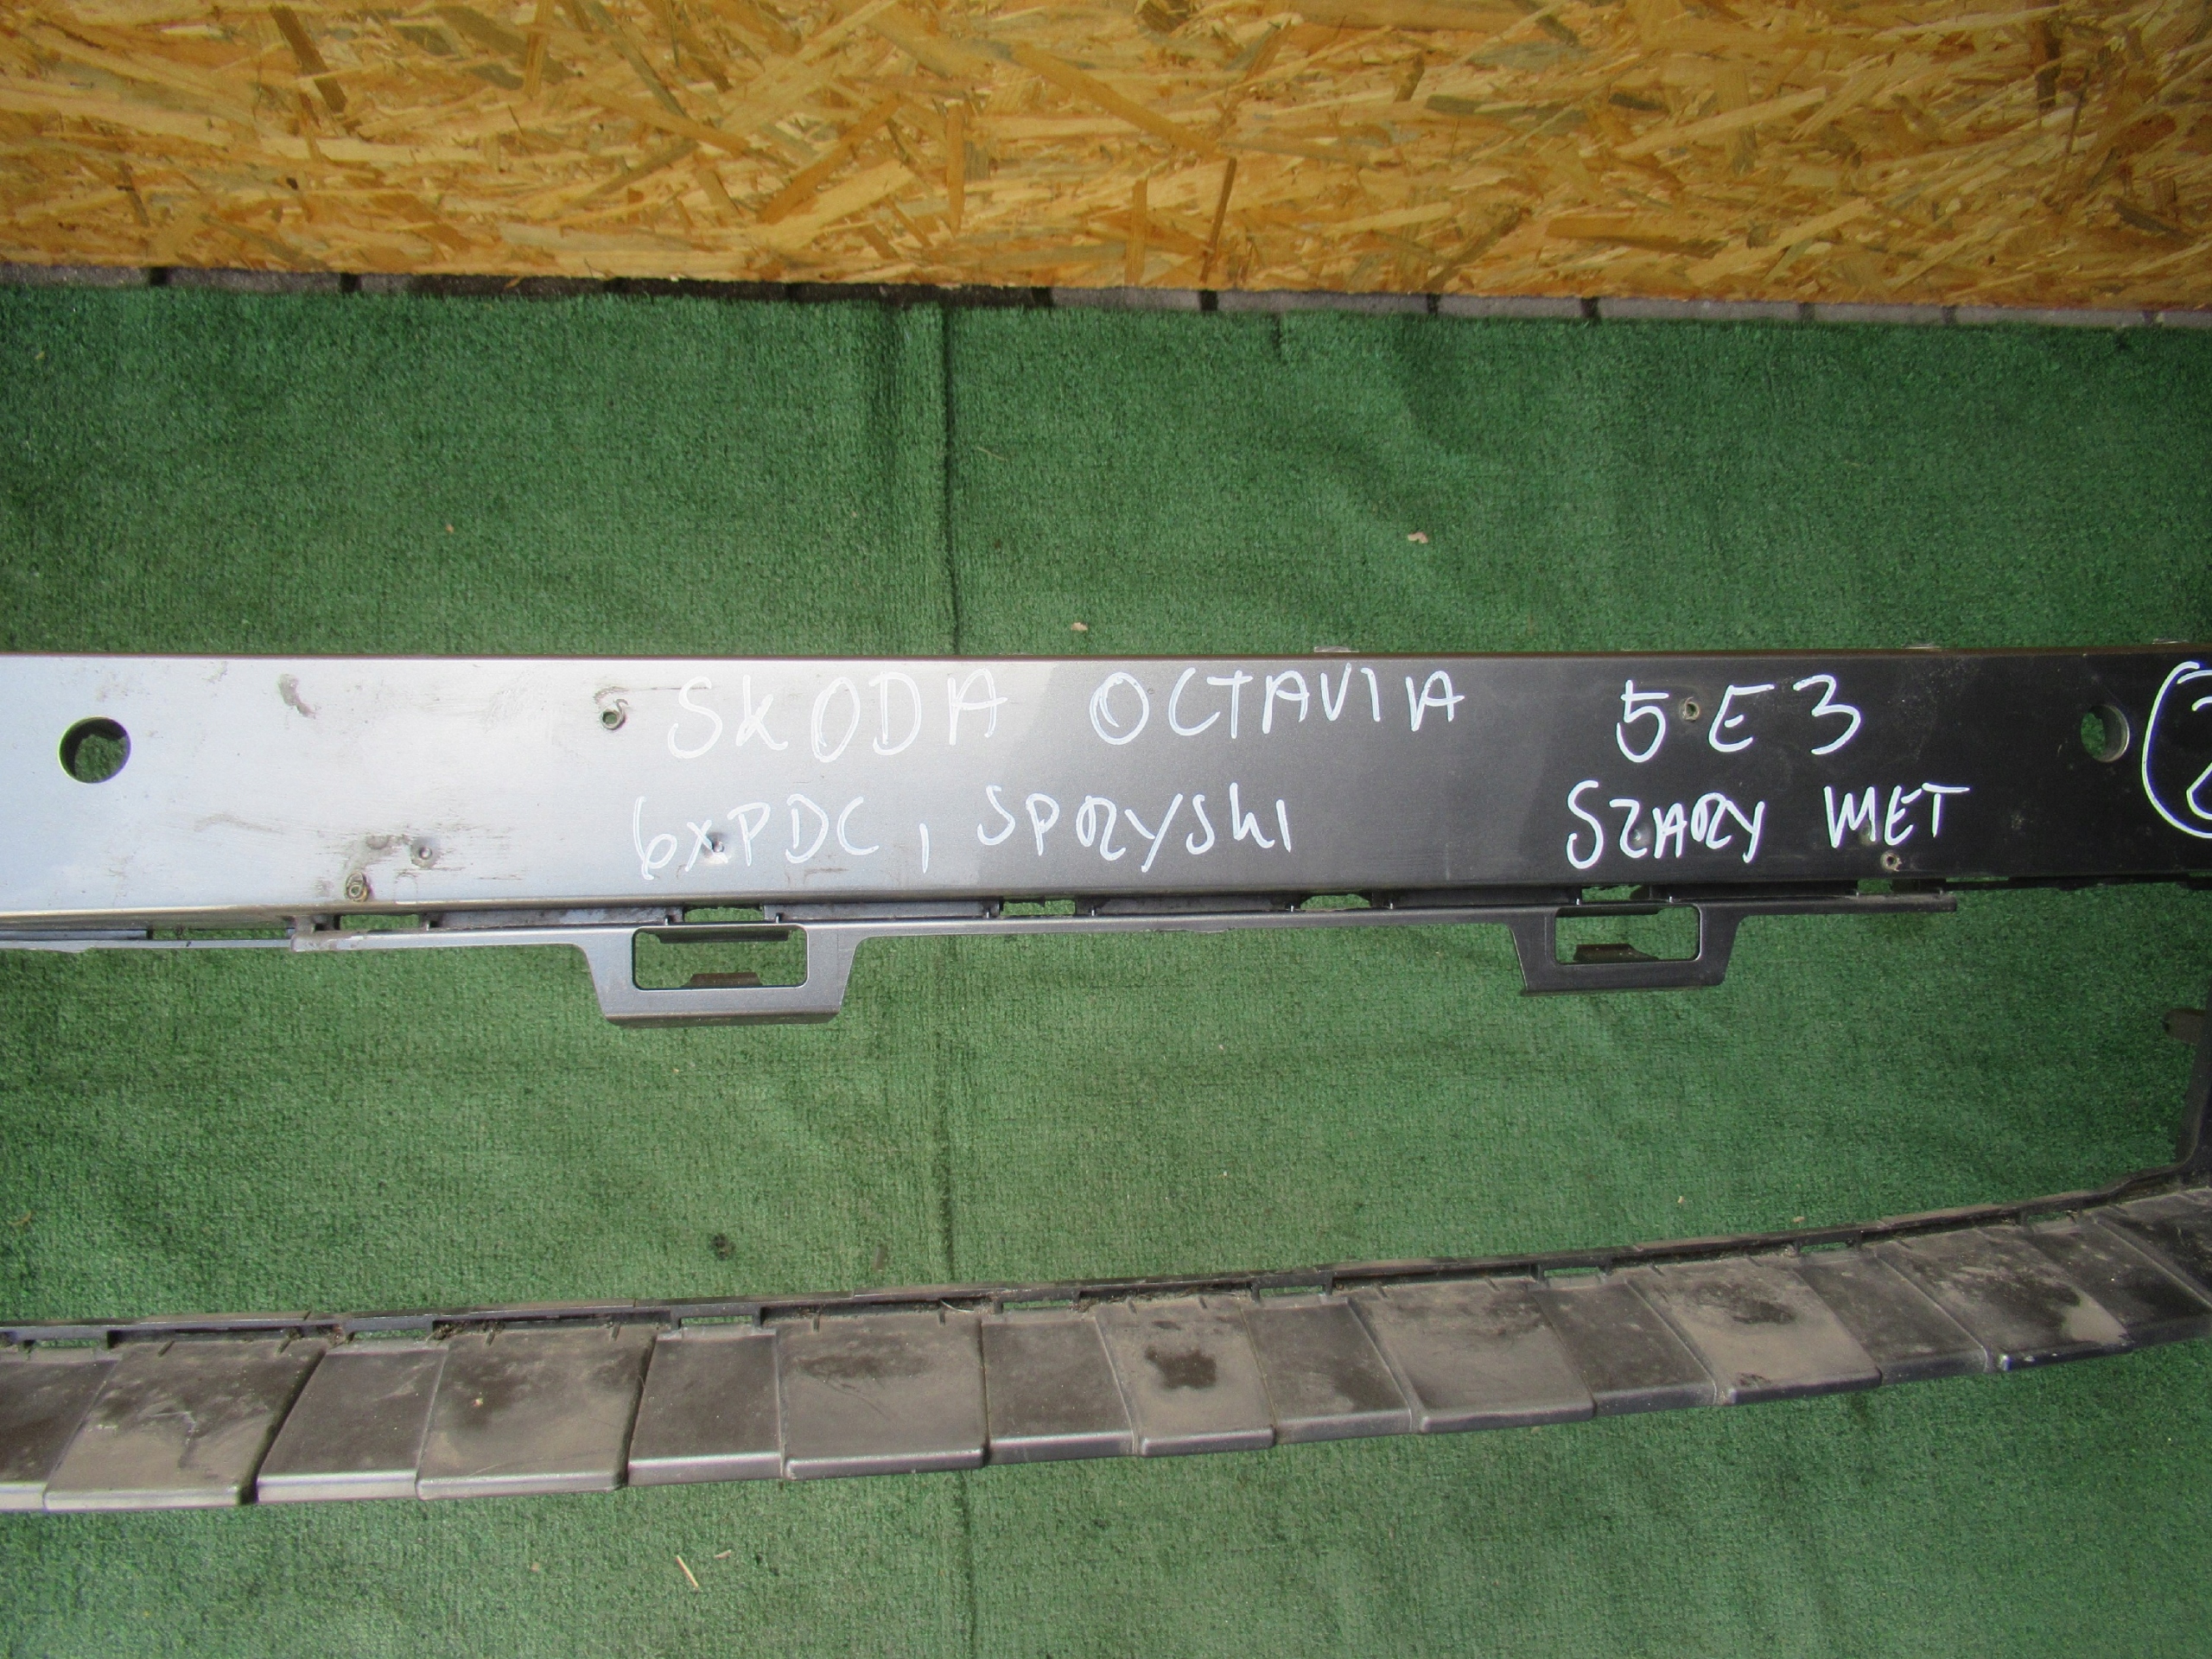 SKODA OCTAVIA 5E3
6xPDC, SPRYSKI SZARY MET